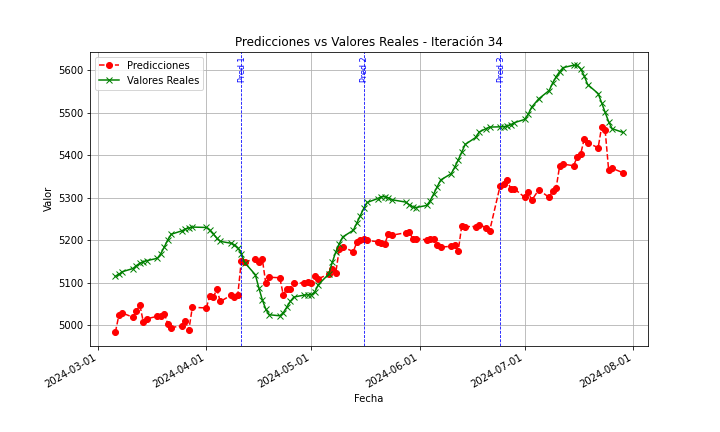 Predicciones vs Valores Reales - Iteración 34
Predicciones
Valores Reales
Pred 1
Pred 2
Pred 3
Valor
5600
5500
5400
5300
5200
5100
5000
2024-03-01
2024-04-01
2024-05-01
2024-06-01
2024-07-01
2024-08-01
Fecha